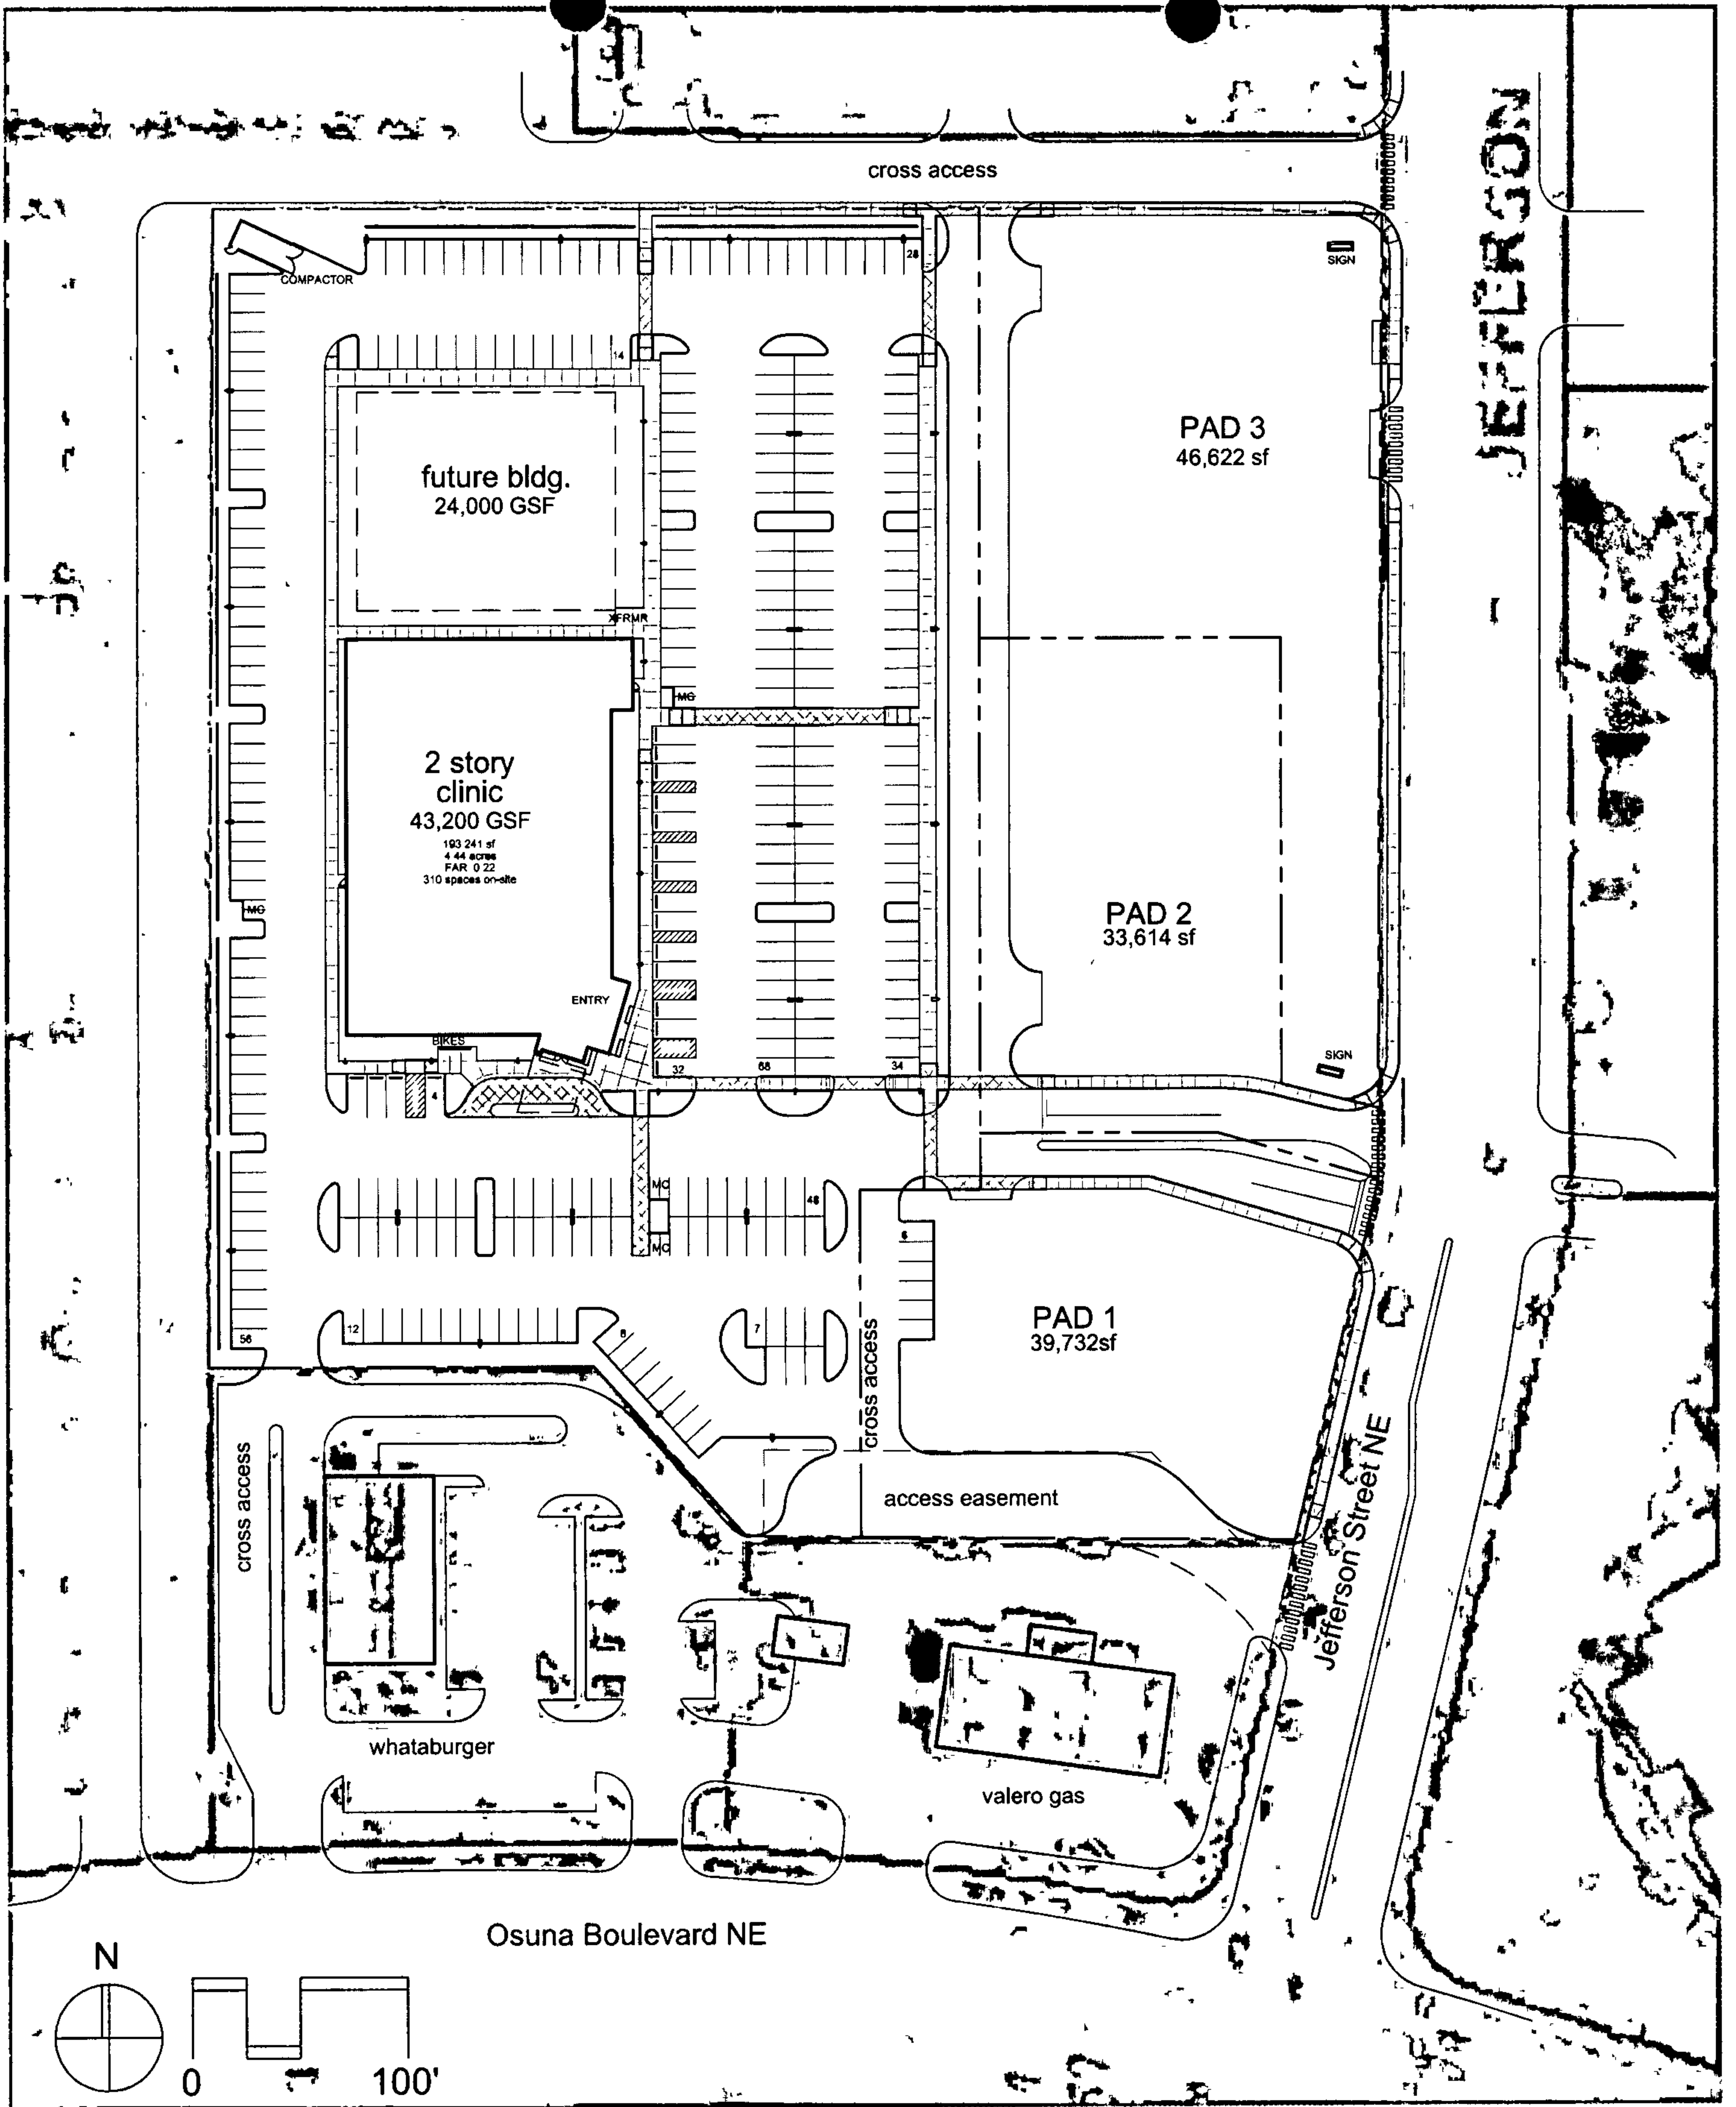 cross access
JEFFERSON
SIGN
COMPACTOR
28
14
PAD 3
46,622 sf
future bldg.
24,000 GSF
XFRMR
MC
2 story
clinic
43,200 GSF
193 241 sf
4 44 acres
FAR 0 22
310 spaces on-site
MC
PAD 2
33,614 sf
ENTRY
BIKES
SIGN
32
68
34
4
MC
48
MC
6
PAD 1
39,732sf
cross access
56
12
8
7
cross access
access easement
Jefferson Street NE
whataburger
valero gas
Osuna Boulevard NE
N
0
100'